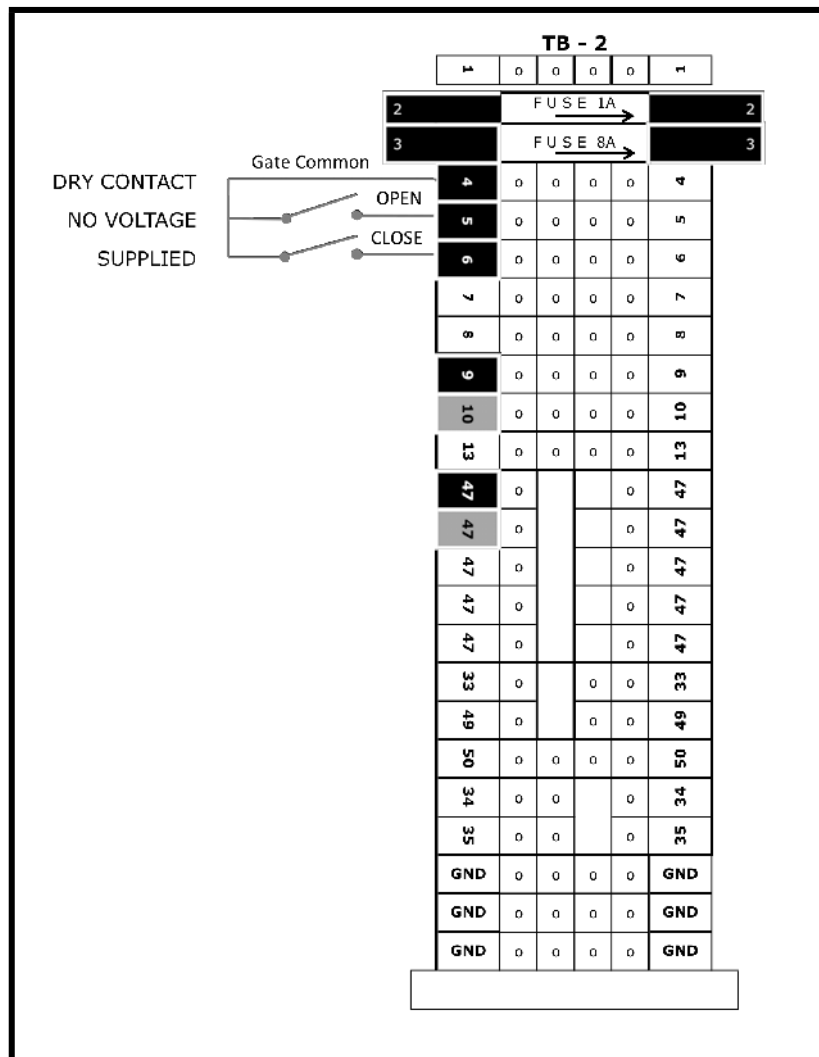 TB - 2
1 o o o o 1
2 FUSE 1A 2
3 FUSE 8A 3
Gate Common
DRY CONTACT 4 o o o o 4
OPEN
NO VOLTAGE 5 o o o o 5
CLOSE
SUPPLIED 6 o o o o 6
7 o o o o 7
8 o o o o 8
9 o o o o 9
10 o o o o 10
13 o o o o 13
47 o o 47
47 o o 47
47 o o 47
47 o o 47
47 o o 47
33 o o o 33
49 o o o 49
50 o o o o 50
34 o o o 34
35 o o o 35
GND o o o o GND
GND o o o o GND
GND o o o o GND